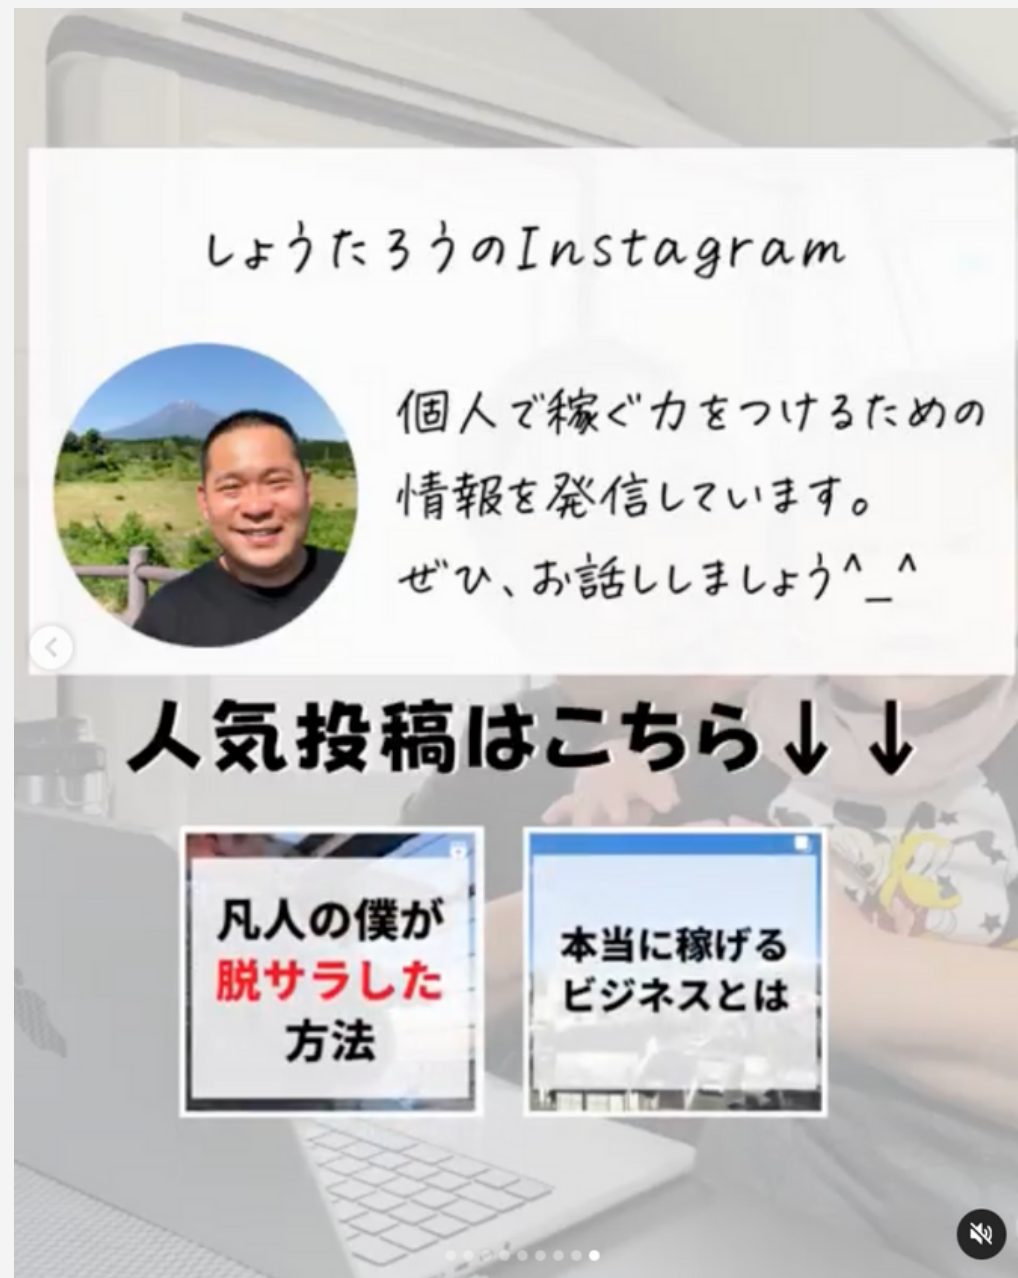 しょうたろうのInstagram
個人で稼ぐ力をつけるための
情報を発信しています。
ぜひ、お話ししましょう^_^
人気投稿はこちら↓↓
凡人の僕が
脱サラした
方法
本当に稼げる
ビジネスとは